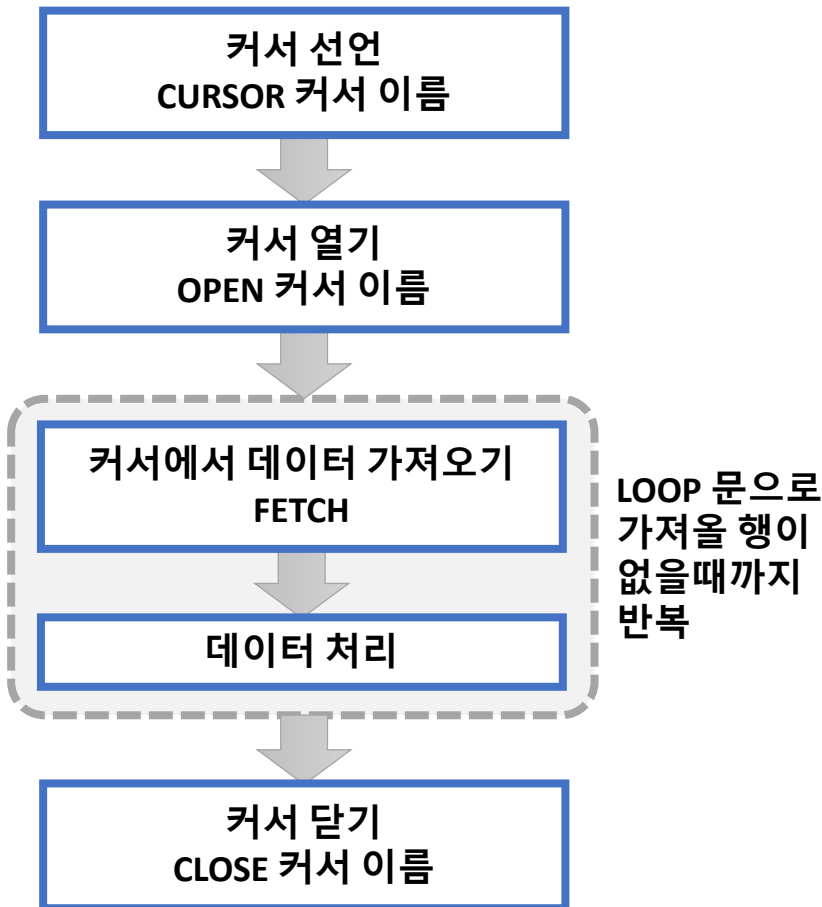 커서 선언
CURSOR 커서 이름
커서 열기
OPEN 커서 이름
커서에서 데이터 가져오기
FETCH
데이터 처리
LOOP 문으로
가져올 행이
없을때까지
반복
커서 닫기
CLOSE 커서 이름